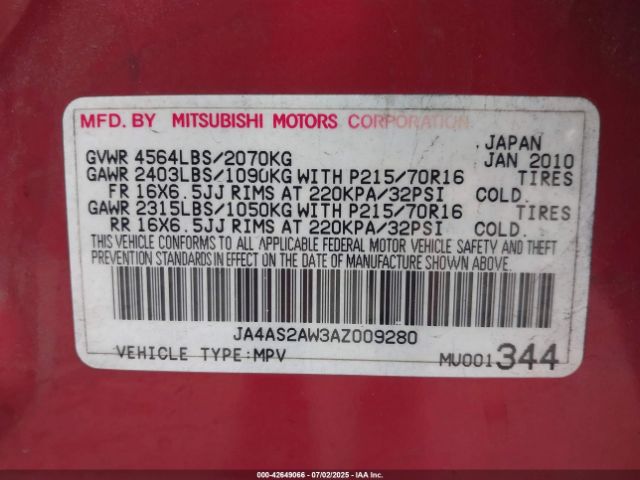 MFD. BY MITSUBISHI MOTORS CORPORATION
JAPAN
GVWR 4564LBS/2070KG JAN 2010
GAWR 2403LBS/1090KG WITH P215/70R16 TIRES
FR 16X6.5JJ RIMS AT 220KPA/32PSI COLD.
GAWR 2315LBS/1050KG WITH P215/70R16 TIRES
RR 16X6.5JJ RIMS AT 220KPA/32PSI COLD.
THIS VEHICLE CONFORMS TO ALL APPLICABLE FEDERAL MOTOR VEHICLE SAFETY AND THEFT
PREVENTION STANDARDS IN EFFECT ON THE DATE OF MANUFACTURE SHOWN ABOVE.
JA4AS2AW3AZ009280
VEHICLE TYPE:MPV MU001344
000-42649066 - 07/02/2025 - IAAI.com